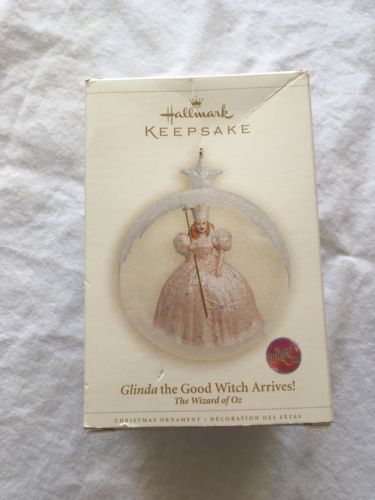 Hallmark
KEEPSAKE
Glinda the Good Witch Arrives!
The Wizard of Oz
CHRISTMAS ORNAMENT • DÉCORATION DES FÊTES